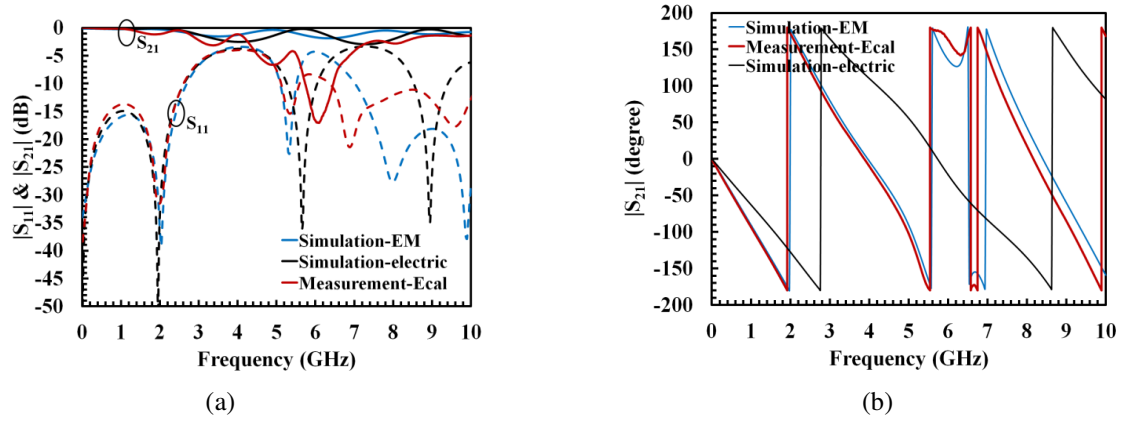 0
-5
-10
-15
-20
-25
-30
-35
-40
-45
-50
|S11| & |S21| (dB)
S21
S11
Simulation-EM
Simulation-electric
Measurement-Ecal
0 1 2 3 4 5 6 7 8 9 10
Frequency (GHz)
(a)
200
150
100
50
0
-50
-100
-150
-200
|S21| (degree)
Simulation-EM
Measurement-Ecal
Simulation-electric
0 1 2 3 4 5 6 7 8 9 10
Frequency (GHz)
(b)